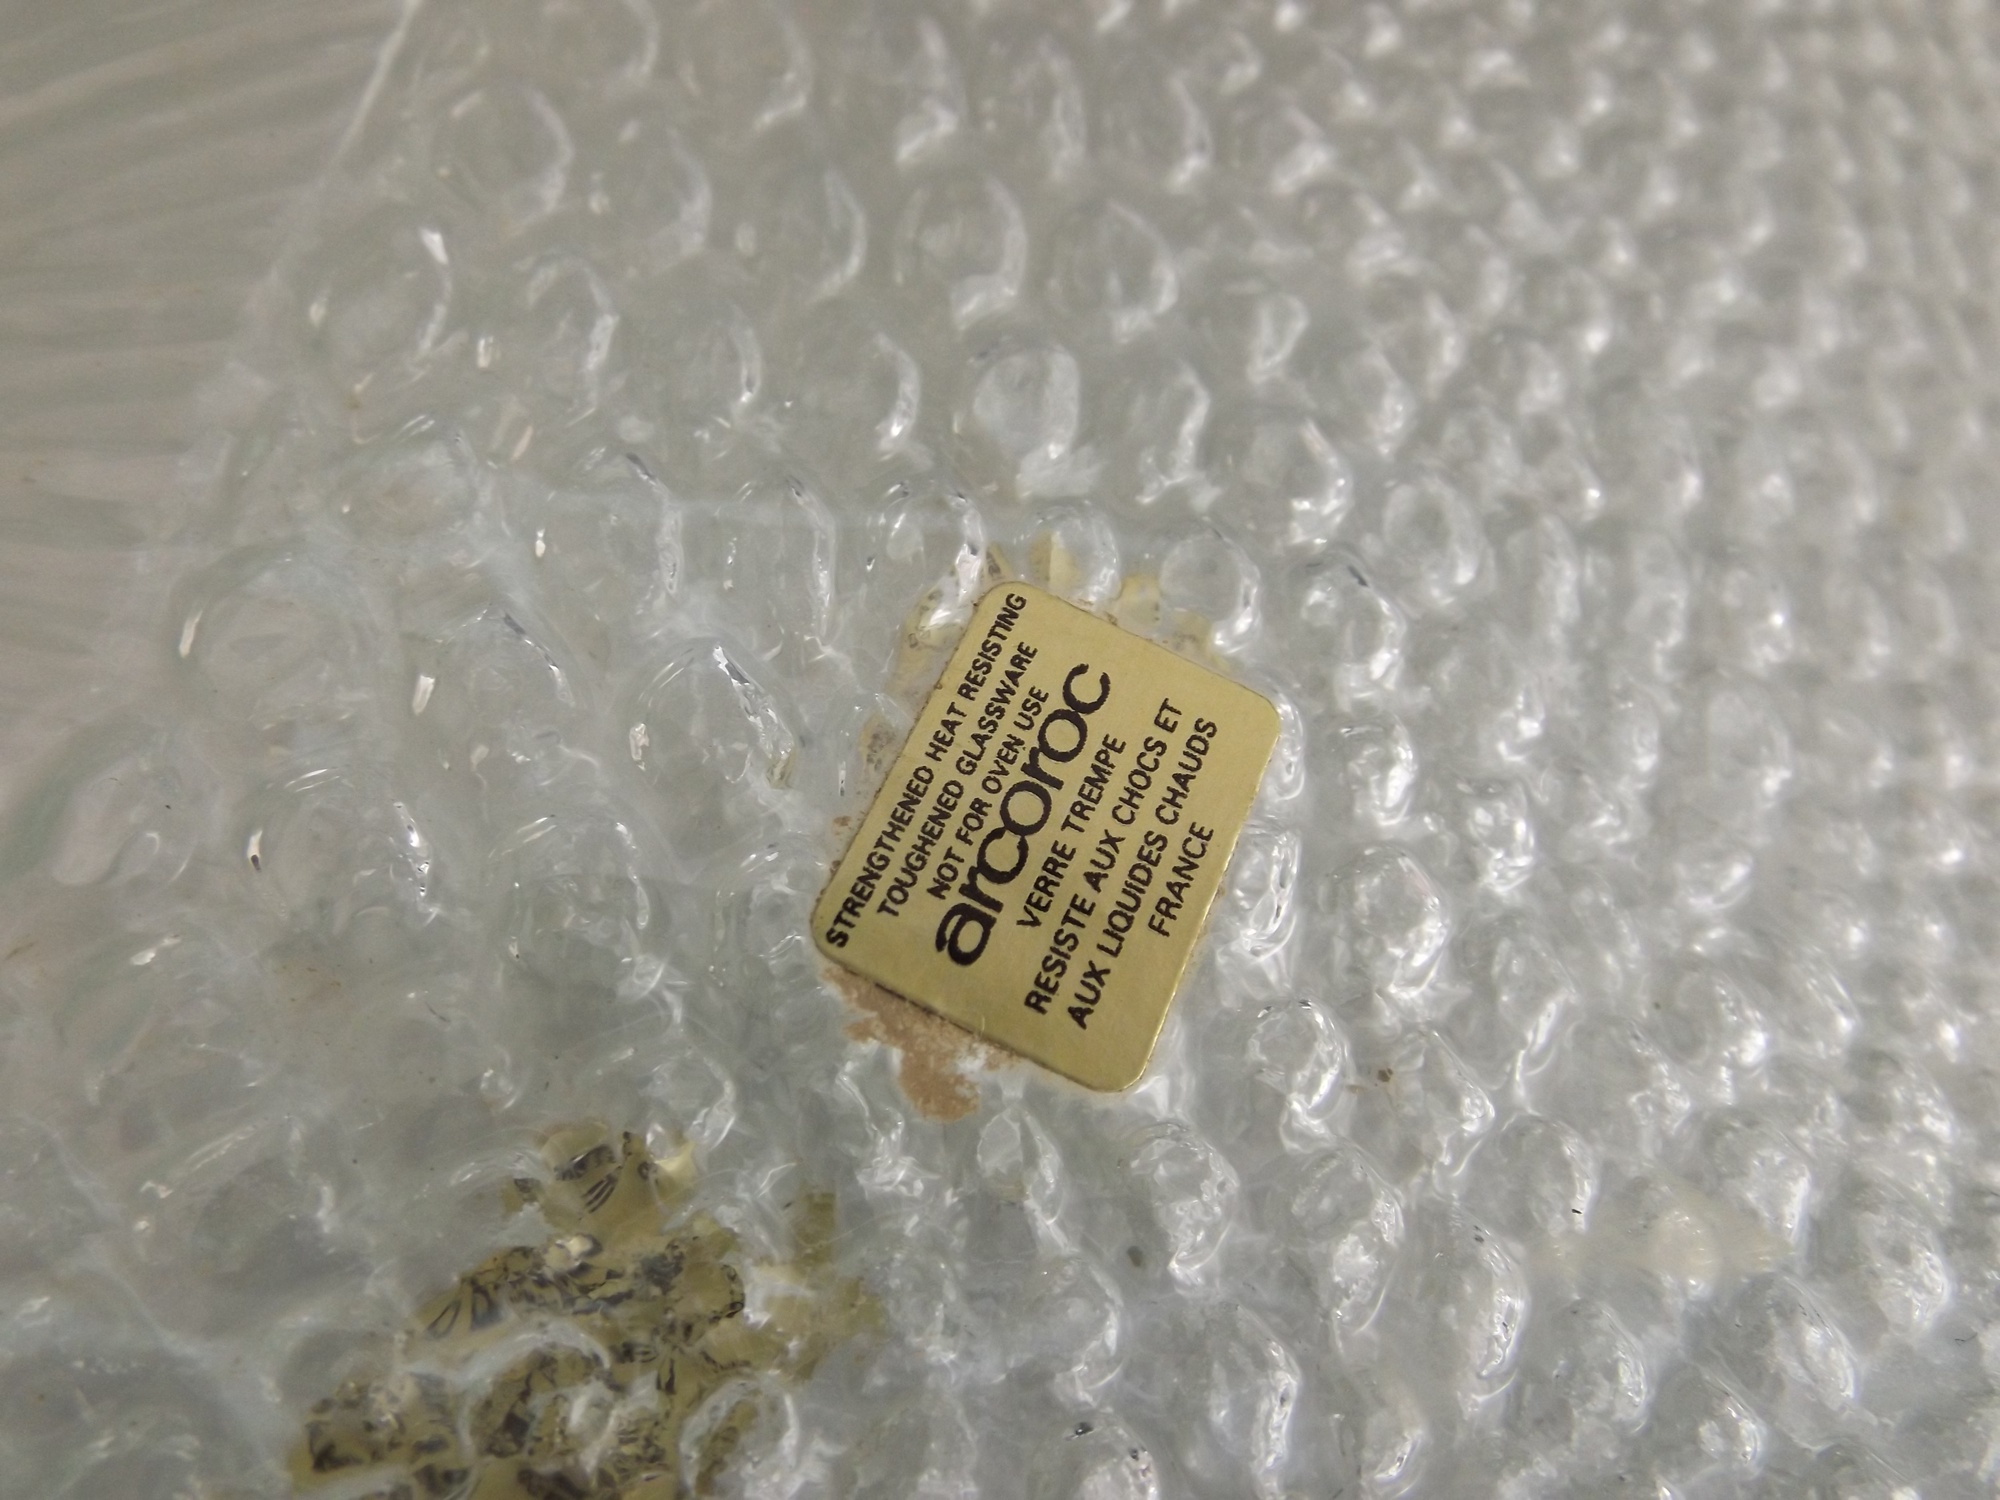 STRENGTHENED HEAT RESISTING
TOUGHENED GLASSWARE
NOT FOR OVEN USE
arcoroc
VERRE TREMPE
RESISTE AUX CHOCS ET
AUX LIQUIDES CHAUDS
FRANCE